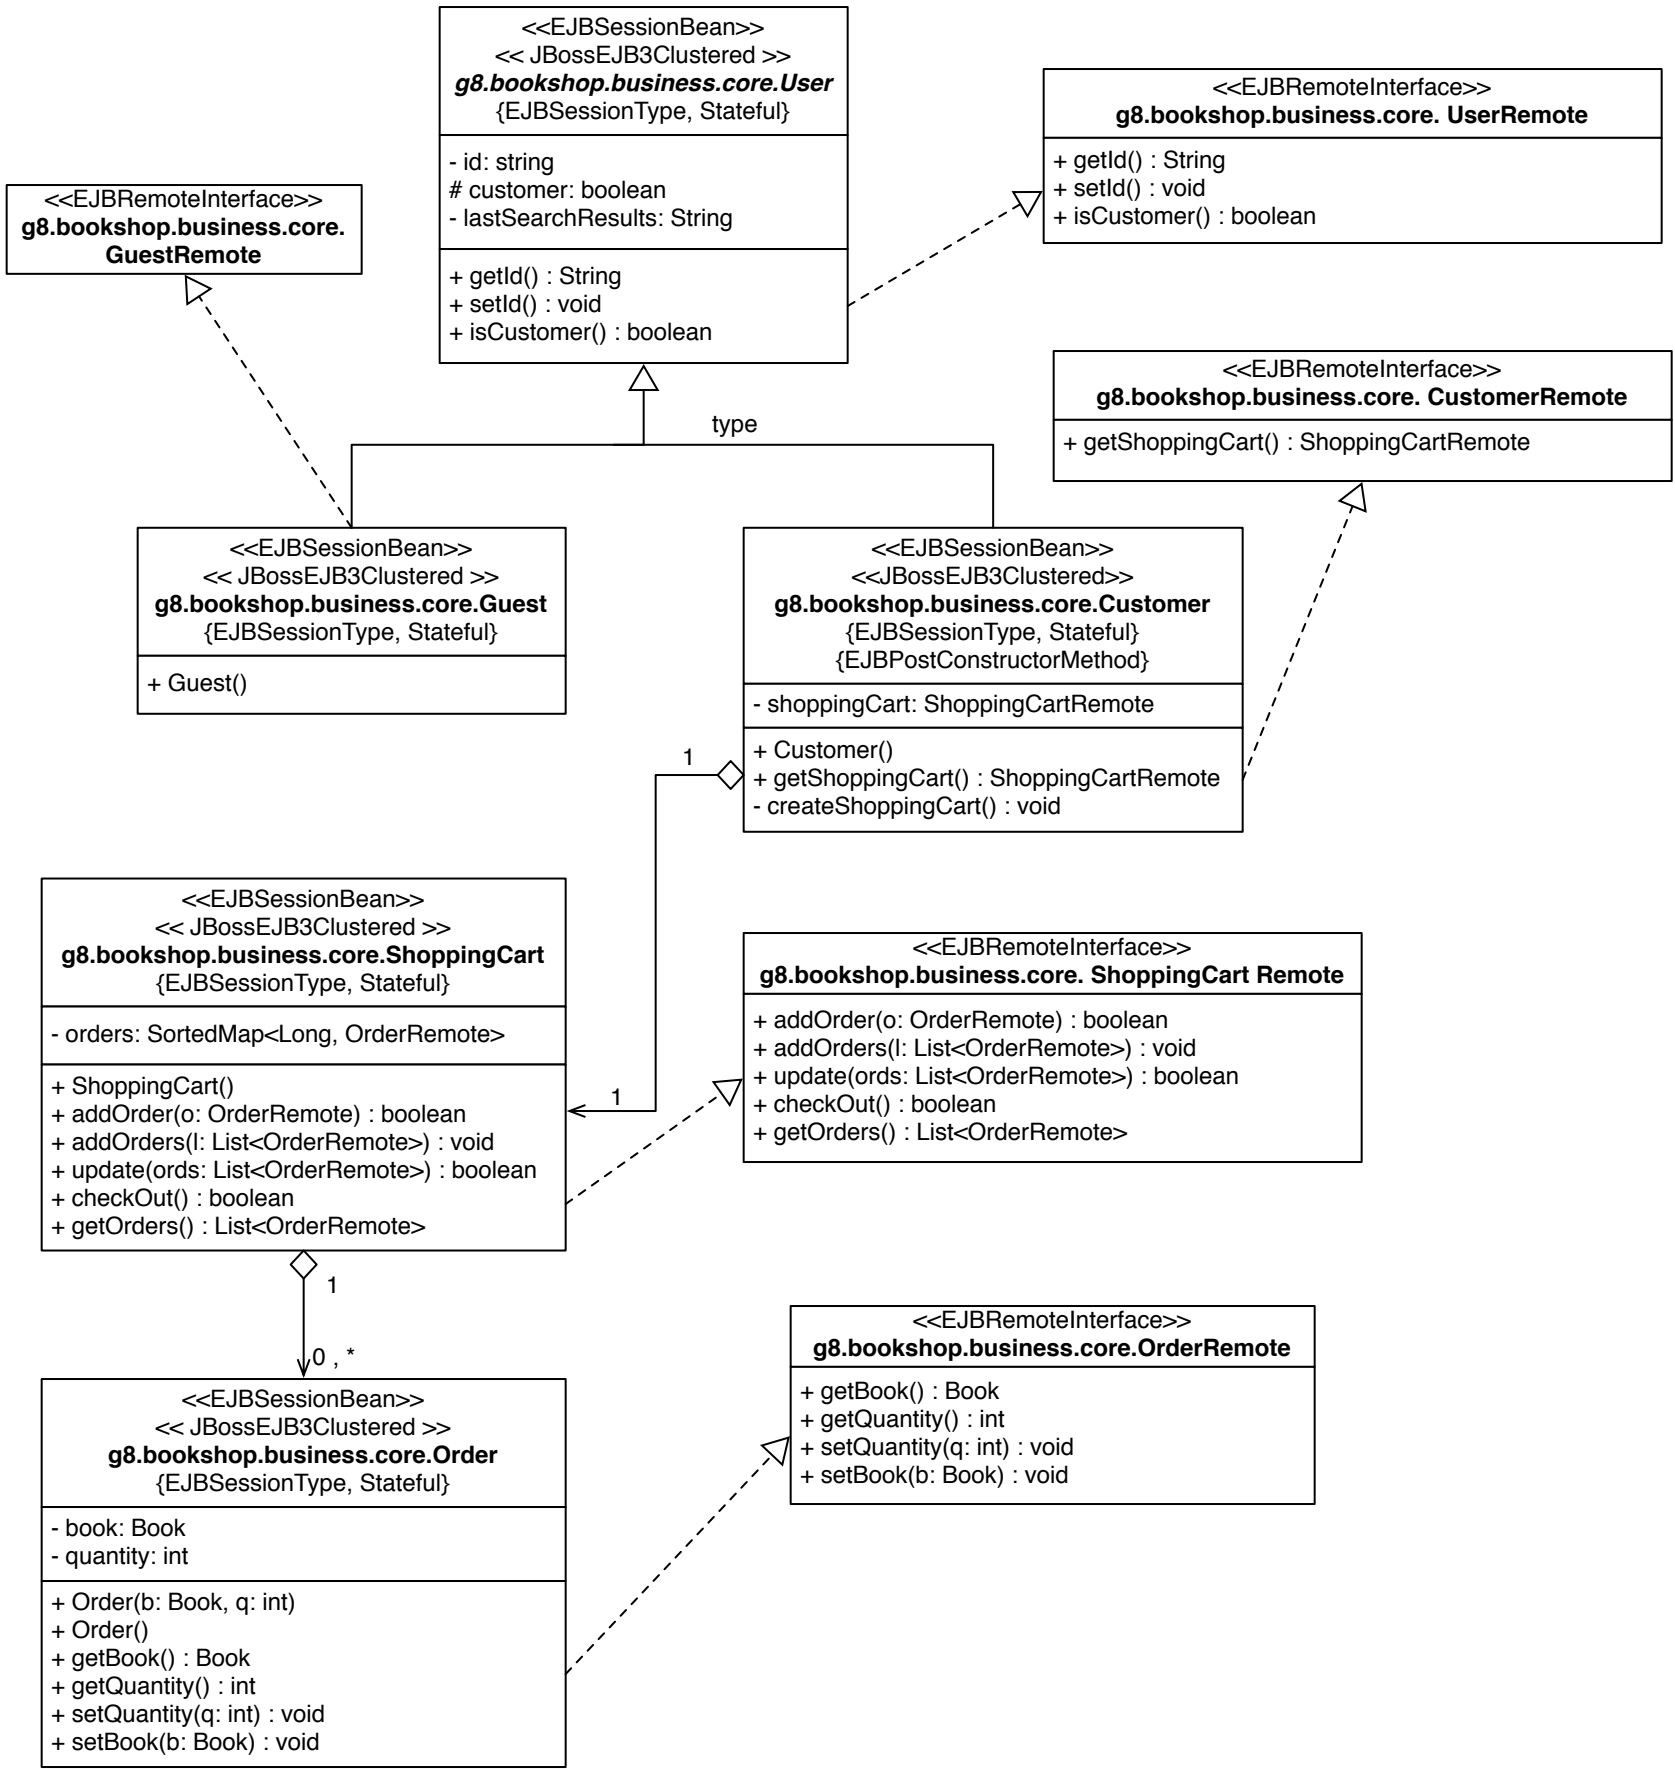 <<EJBSessionBean>>
<< JBossEJB3Clustered >>
g8.bookshop.business.core.User
{EJBSessionType, Stateful}
- id: string
# customer: boolean
- lastSearchResults: String
+ getId() : String
+ setId() : void
+ isCustomer() : boolean
<<EJBRemoteInterface>>
g8.bookshop.business.core. UserRemote
+ getId() : String
+ setId() : void
+ isCustomer() : boolean
<<EJBRemoteInterface>>
g8.bookshop.business.core.
GuestRemote
<<EJBRemoteInterface>>
g8.bookshop.business.core. CustomerRemote
+ getShoppingCart() : ShoppingCartRemote
type
<<EJBSessionBean>>
<< JBossEJB3Clustered >>
g8.bookshop.business.core.Guest
{EJBSessionType, Stateful}
+ Guest()
<<EJBSessionBean>>
<<JBossEJB3Clustered>>
g8.bookshop.business.core.Customer
{EJBSessionType, Stateful}
{EJBPostConstructorMethod}
- shoppingCart: ShoppingCartRemote
+ Customer()
+ getShoppingCart() : ShoppingCartRemote
- createShoppingCart() : void
1
1
<<EJBSessionBean>>
<< JBossEJB3Clustered >>
g8.bookshop.business.core.ShoppingCart
{EJBSessionType, Stateful}
- orders: SortedMap<Long, OrderRemote>
+ ShoppingCart()
+ addOrder(o: OrderRemote) : boolean
+ addOrders(l: List<OrderRemote>) : void
+ update(ords: List<OrderRemote>) : boolean
+ checkOut() : boolean
+ getOrders() : List<OrderRemote>
<<EJBRemoteInterface>>
g8.bookshop.business.core. ShoppingCart Remote
+ addOrder(o: OrderRemote) : boolean
+ addOrders(l: List<OrderRemote>) : void
+ update(ords: List<OrderRemote>) : boolean
+ checkOut() : boolean
+ getOrders() : List<OrderRemote>
1
0 , *
<<EJBSessionBean>>
<< JBossEJB3Clustered >>
g8.bookshop.business.core.Order
{EJBSessionType, Stateful}
- book: Book
- quantity: int
+ Order(b: Book, q: int)
+ Order()
+ getBook() : Book
+ getQuantity() : int
+ setQuantity(q: int) : void
+ setBook(b: Book) : void
<<EJBRemoteInterface>>
g8.bookshop.business.core.OrderRemote
+ getBook() : Book
+ getQuantity() : int
+ setQuantity(q: int) : void
+ setBook(b: Book) : void